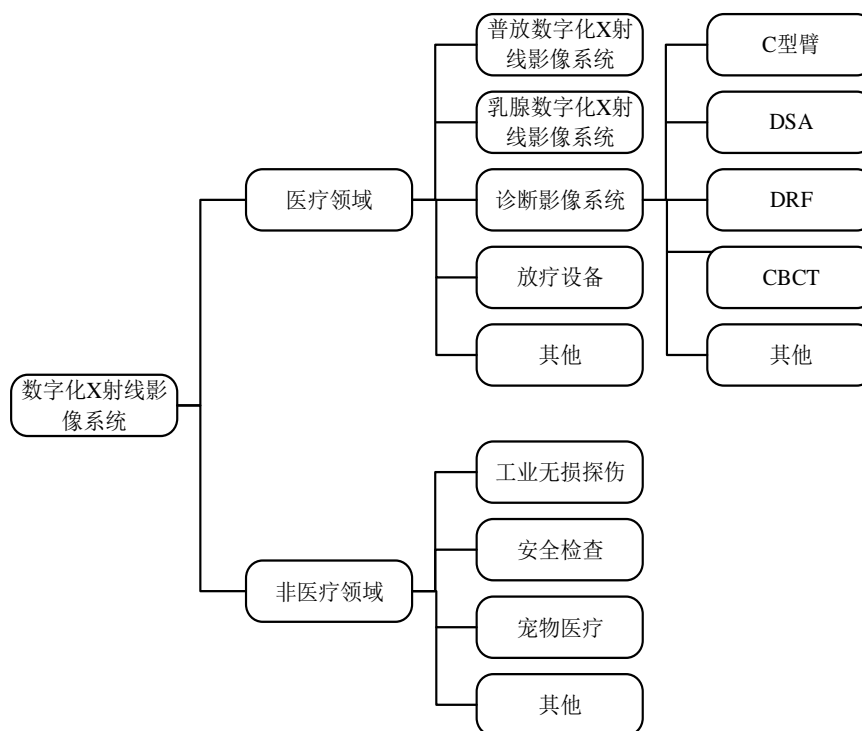 普放数字化X射
线影像系统
C型臂
乳腺数字化X射
线影像系统
DSA
医疗领域
诊断影像系统
DRF
放疗设备
CBCT
其他
其他
数字化X射线影
像系统
工业无损探伤
安全检查
非医疗领域
宠物医疗
其他